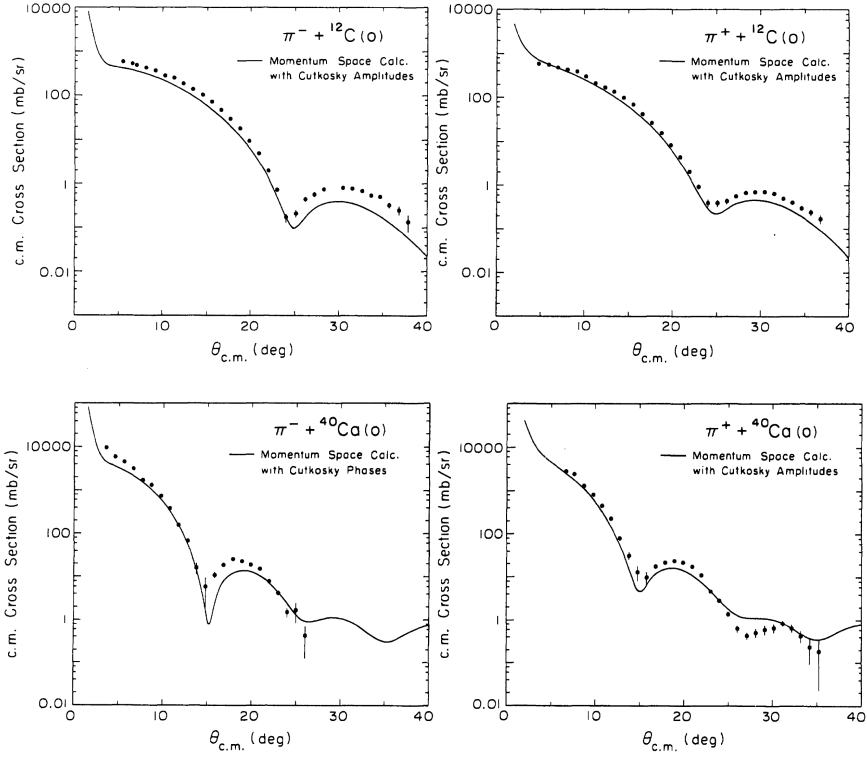 π⁻ + ¹²C(0)
Momentum Space Calc.
with Cutkosky Amplitudes
c.m. Cross Section (mb/sr)
10000
100
1
0.01
0 10 20 30 40
θc.m. (deg)
π⁺ + ¹²C(0)
Momentum Space Calc.
with Cutkosky Amplitudes
c.m. Cross Section (mb/sr)
10000
100
1
0.01
0 10 20 30 40
θc.m. (deg)
π⁻ + ⁴⁰Ca(0)
Momentum Space Calc.
with Cutkosky Phases
c.m. Cross Section (mb/sr)
10000
100
1
0.01
0 10 20 30 40
θc.m. (deg)
π⁺ + ⁴⁰Ca(0)
Momentum Space Calc.
with Cutkosky Amplitudes
c.m. Cross Section (mb/sr)
10000
100
1
0.01
0 10 20 30 40
θc.m. (deg)